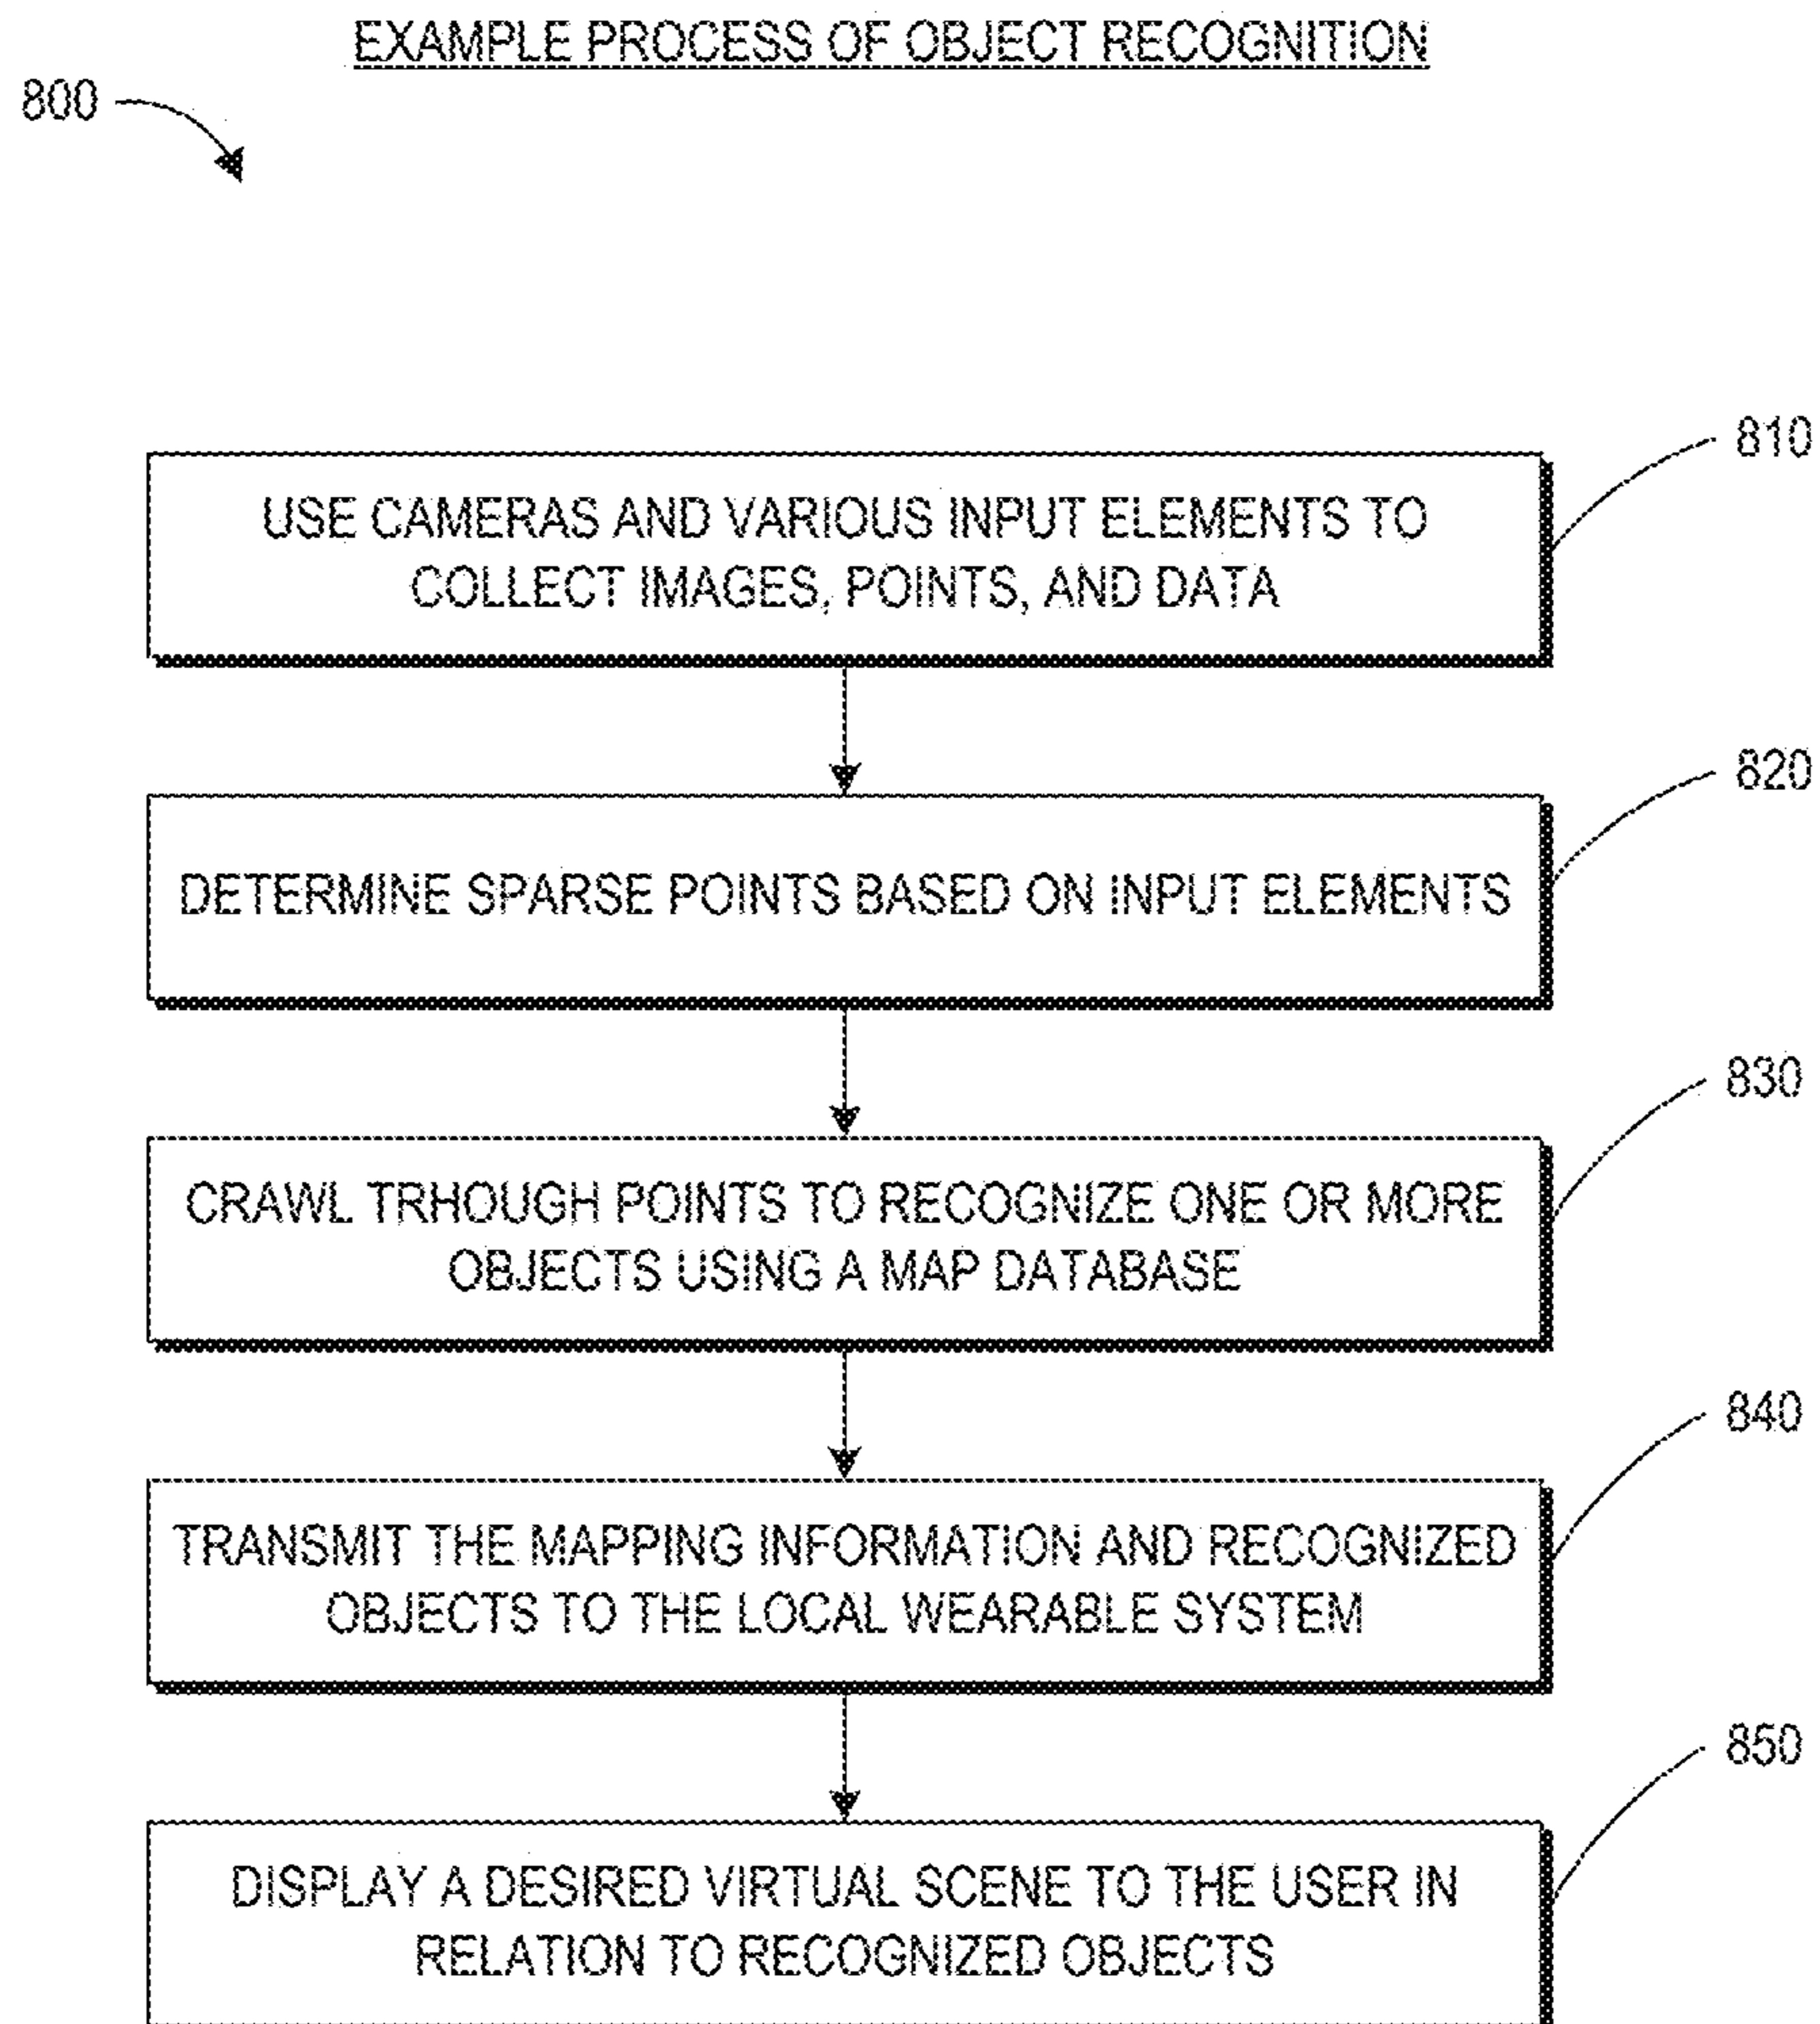 EXAMPLE PROCESS OF OBJECT RECOGNITION
800
810
USE CAMERAS AND VARIOUS INPUT ELEMENTS TO
COLLECT IMAGES, POINTS, AND DATA
820
DETERMINE SPARSE POINTS BASED ON INPUT ELEMENTS
830
CRAWL TRHOUGH POINTS TO RECOGNIZE ONE OR MORE
OBJECTS USING A MAP DATABASE
840
TRANSMIT THE MAPPING INFORMATION AND RECOGNIZED
OBJECTS TO THE LOCAL WEARABLE SYSTEM
850
DISPLAY A DESIRED VIRTUAL SCENE TO THE USER IN
RELATION TO RECOGNIZED OBJECTS